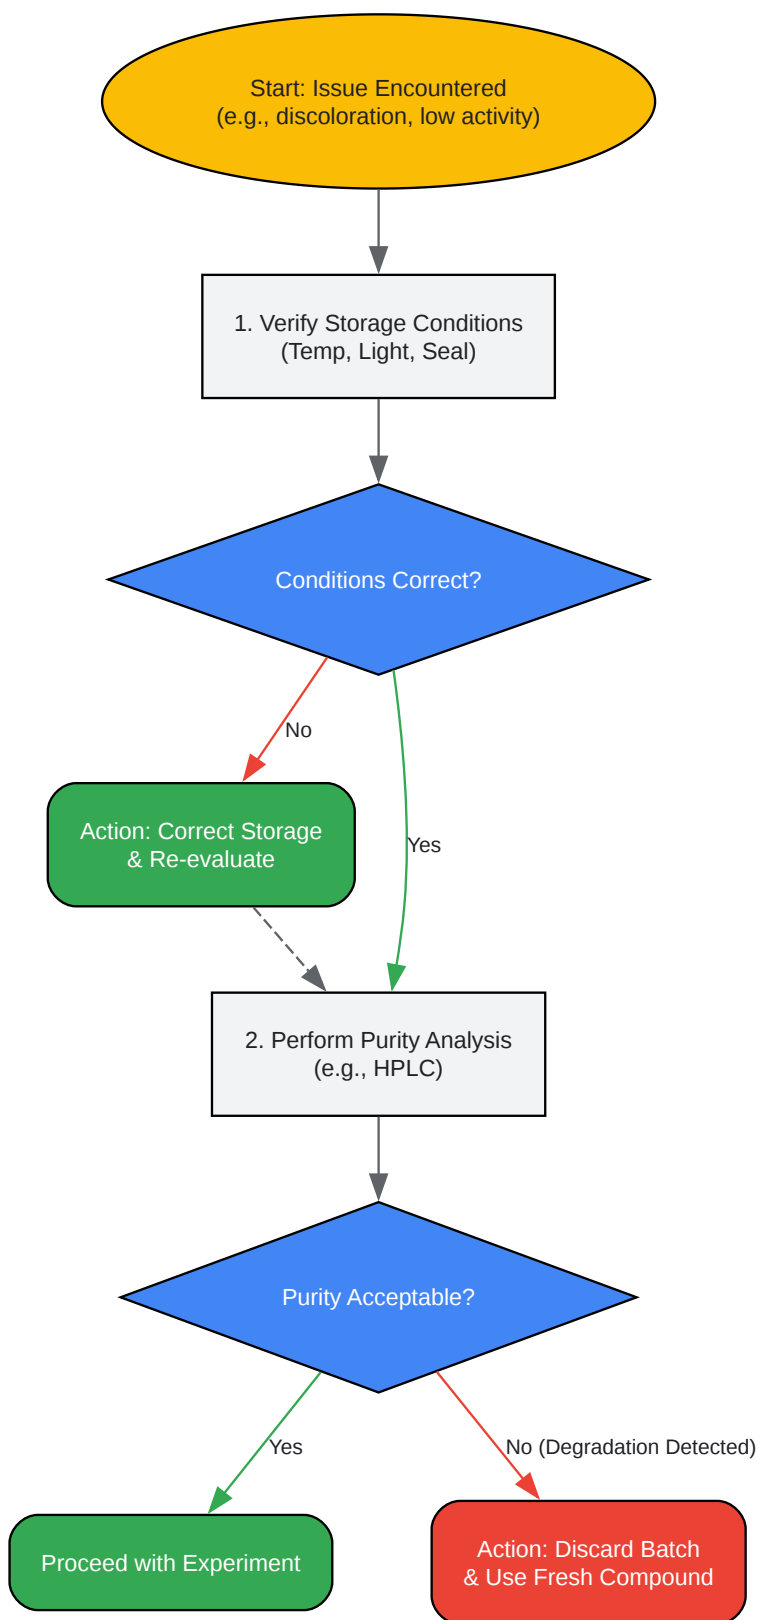 Start: Issue Encountered
(e.g., discoloration, low activity)
1. Verify Storage Conditions
(Temp, Light, Seal)
Conditions Correct?
No
Action: Correct Storage
& Re-evaluate
Yes
2. Perform Purity Analysis
(e.g., HPLC)
Purity Acceptable?
Yes
No (Degradation Detected)
Proceed with Experiment
Action: Discard Batch
& Use Fresh Compound